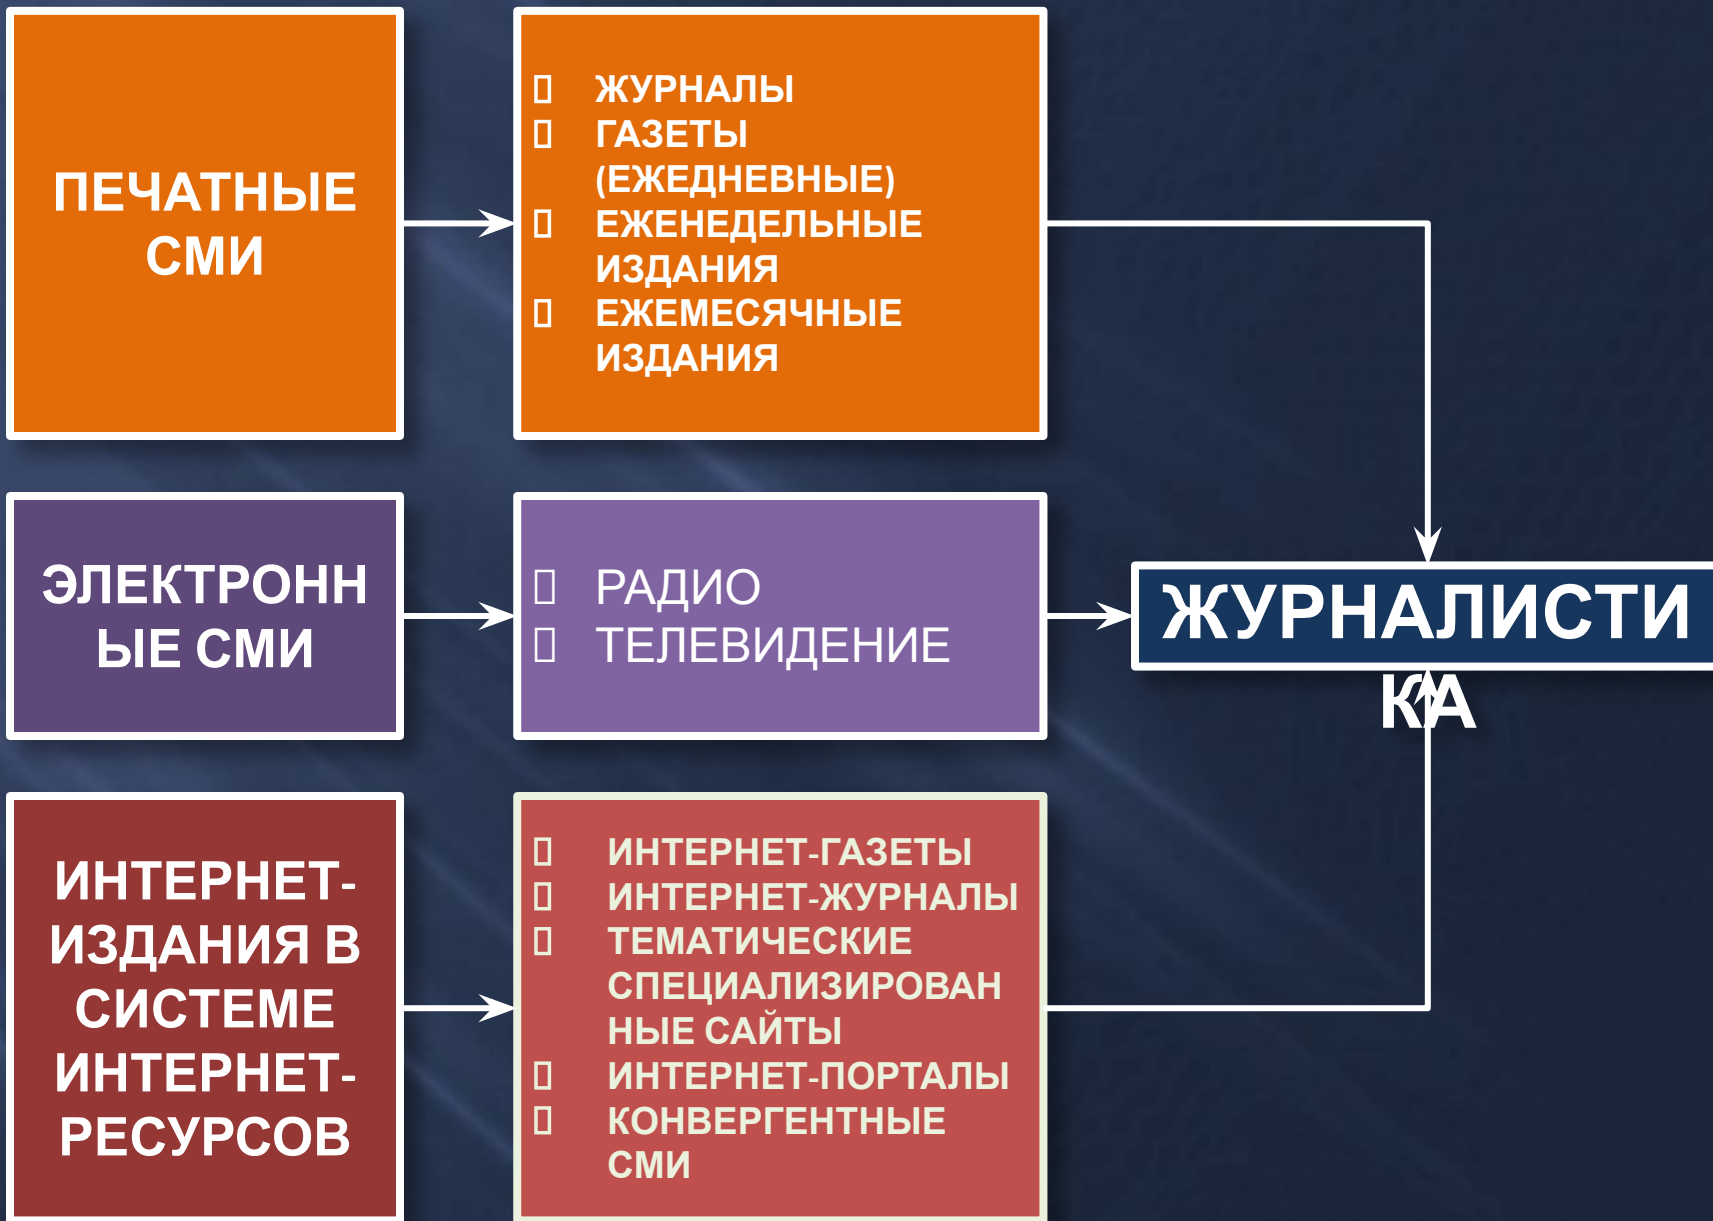 ПЕЧАТНЫЕ
СМИ
ЖУРНАЛЫ
ГАЗЕТЫ
(ЕЖЕДНЕВНЫЕ)
ЕЖЕНЕДЕЛЬНЫЕ
ИЗДАНИЯ
ЕЖЕМЕСЯЧНЫЕ
ИЗДАНИЯ
ЭЛЕКТРОНН
ЫЕ СМИ
РАДИО
ТЕЛЕВИДЕНИЕ
ЖУРНАЛИСТИ
КА
ИНТЕРНЕТ-
ИЗДАНИЯ В
СИСТЕМЕ
ИНТЕРНЕТ-
РЕСУРСОВ
ИНТЕРНЕТ-ГАЗЕТЫ
ИНТЕРНЕТ-ЖУРНАЛЫ
ТЕМАТИЧЕСКИЕ
СПЕЦИАЛИЗИРОВАН
НЫЕ САЙТЫ
ИНТЕРНЕТ-ПОРТАЛЫ
КОНВЕРГЕНТНЫЕ
СМИ